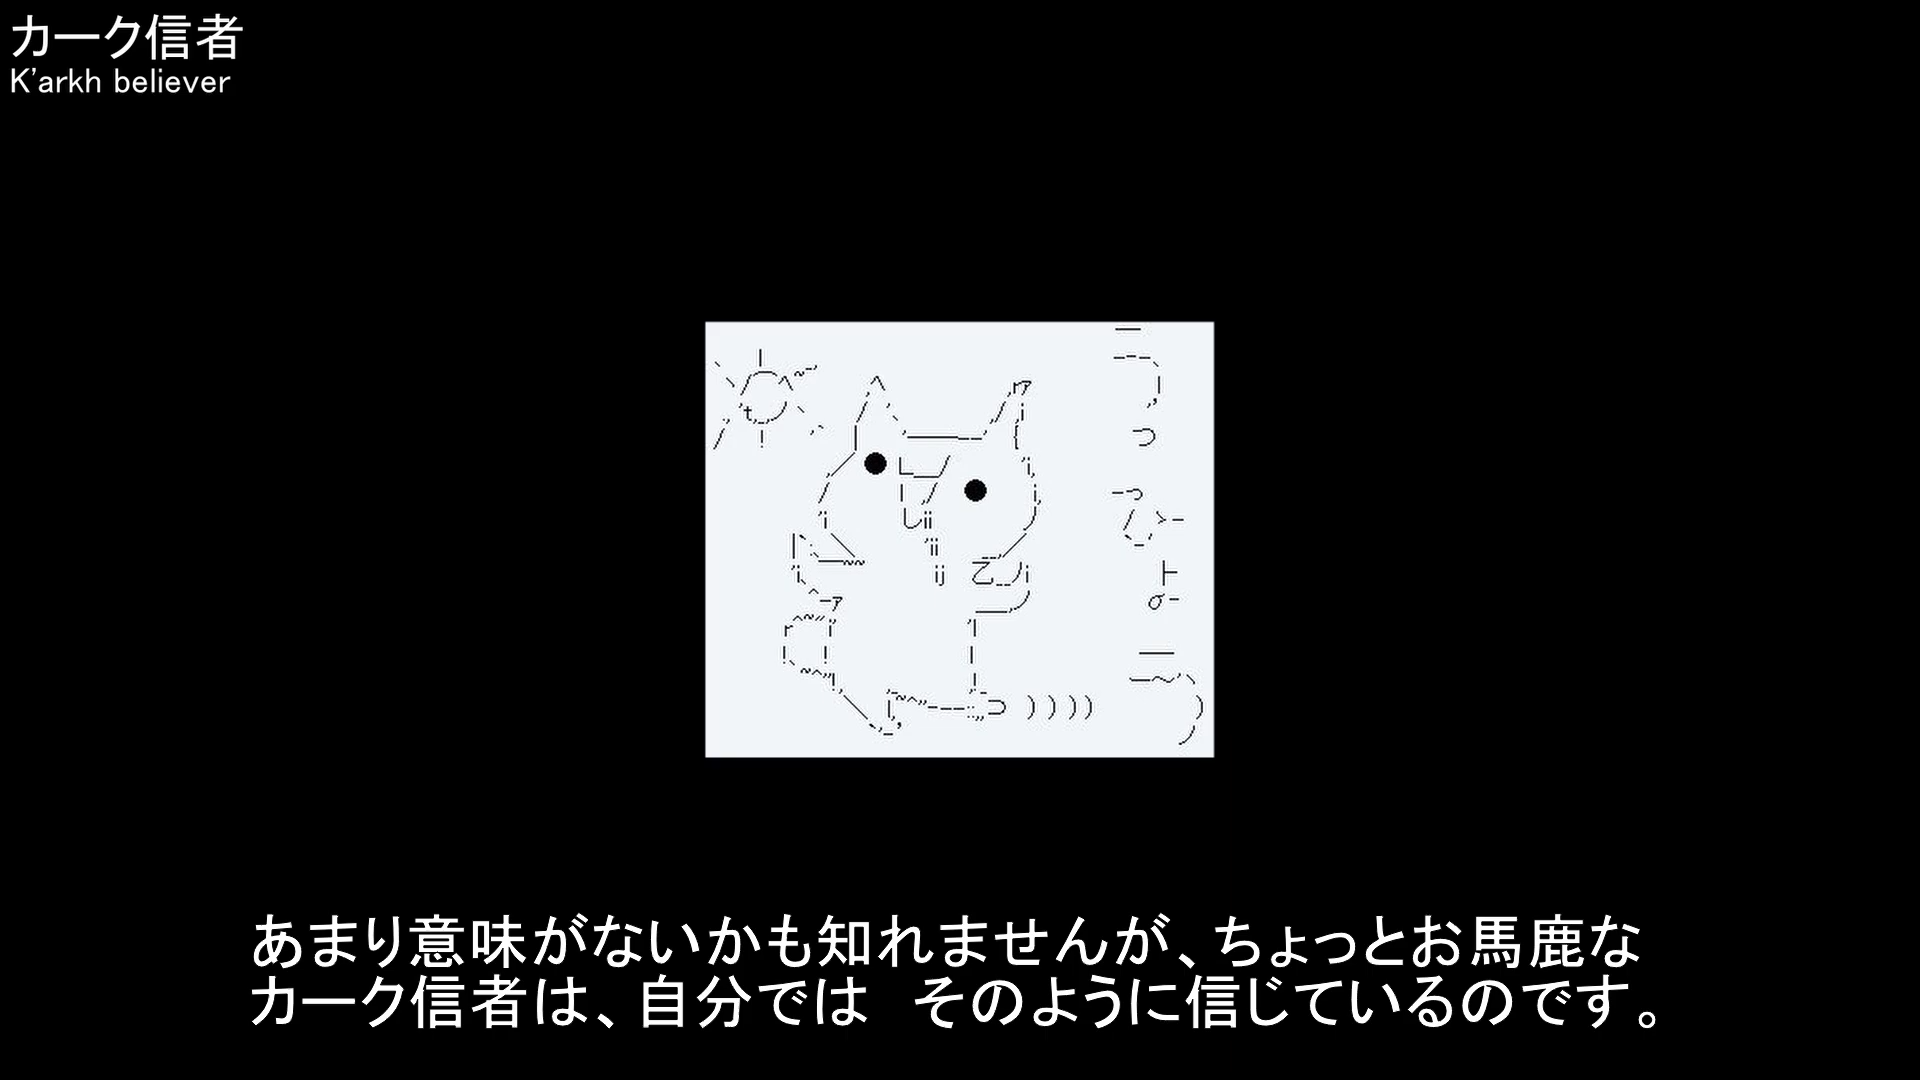 カーク信者
K'arkh believer
あまり意味がないかも知れませんが、ちょっとお馬鹿な
カーク信者は、自分では　そのように信じているのです。